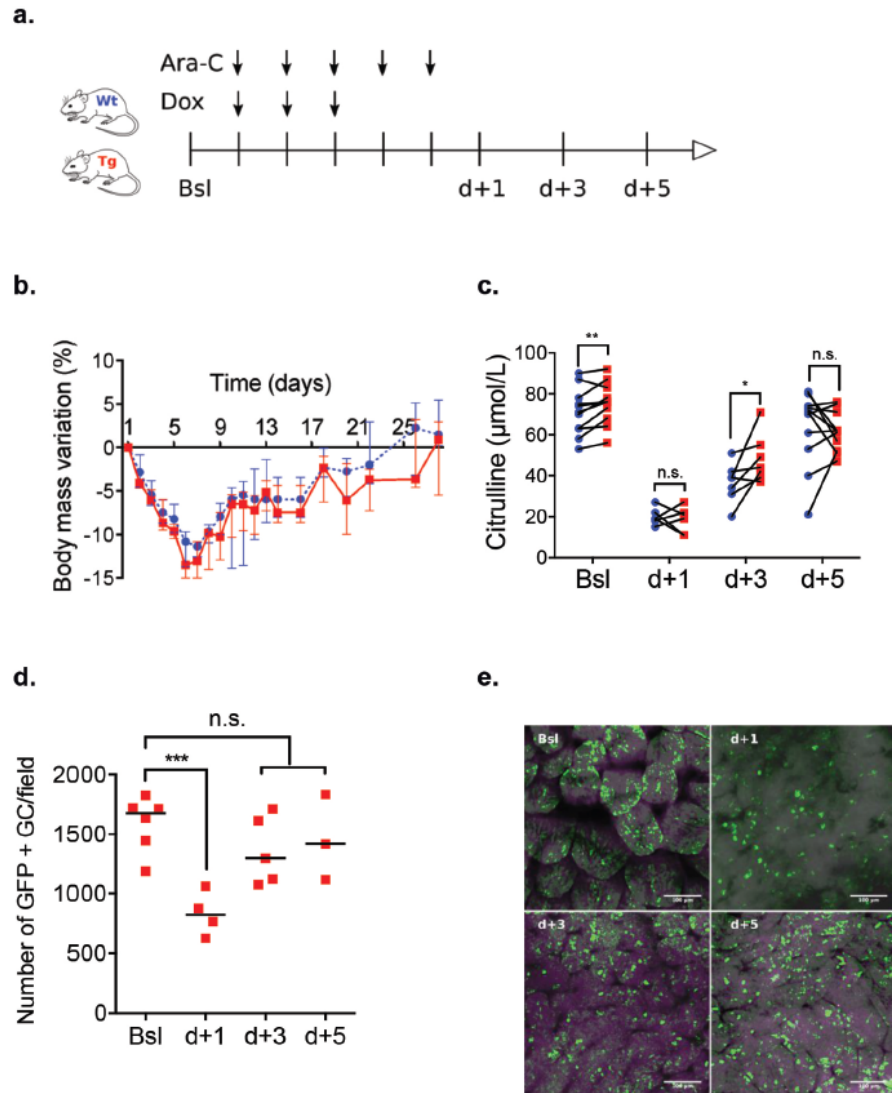 a.
Ara-C
Dox
Wt
Tg
Bsl d+1 d+3 d+5
b.
Body mass variation (%)
Time (days)
10
5
0
-5
-10
-15
1 5 9 13 17 21 25
c.
Citrulline (µmol/L)
100
80
60
40
20
0
** n.s. * n.s.
Bsl d+1 d+3 d+5
d.
Number of GFP + GC/field
n.s.
***
2000
1500
1000
500
0
Bsl d+1 d+3 d+5
e.
Bsl d+1
100 µm
d+3 d+5